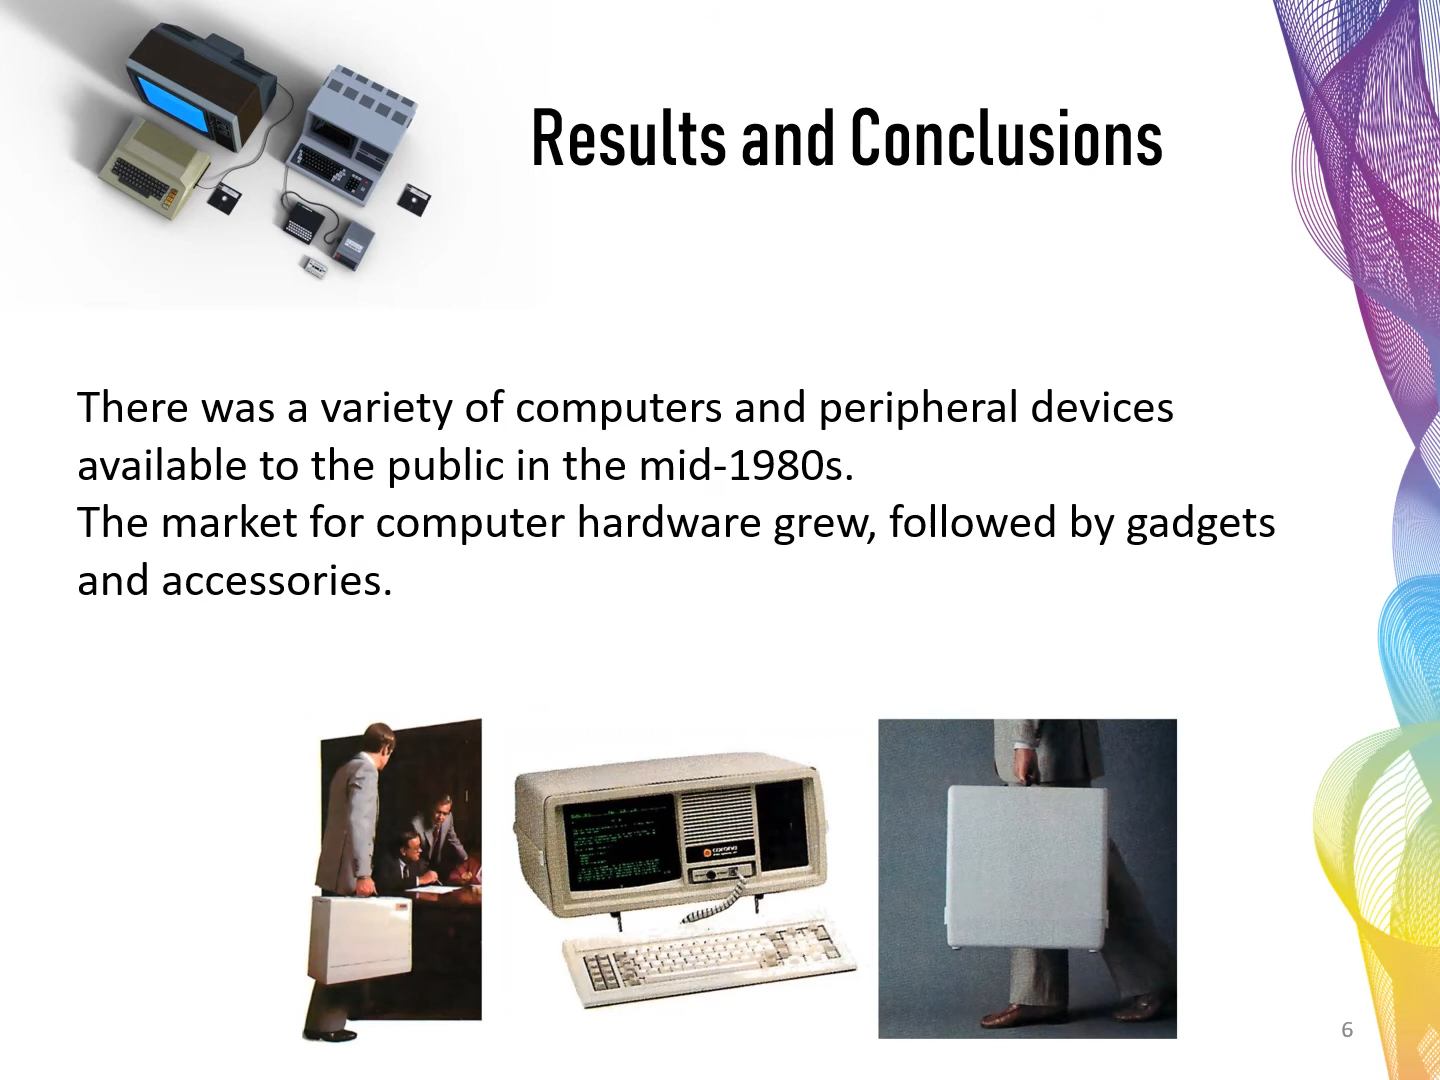 Results and Conclusions
There was a variety of computers and peripheral devices
available to the public in the mid-1980s.
The market for computer hardware grew, followed by gadgets
and accessories.
corona
6